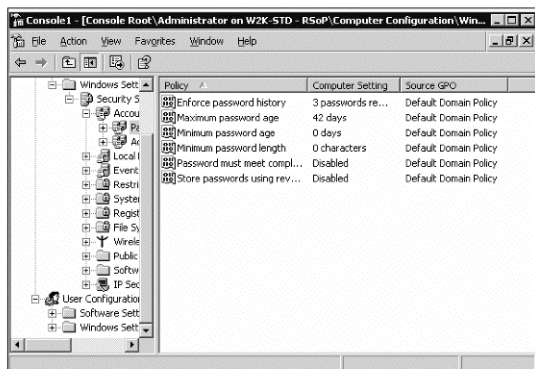 Console1 - [Console Root\Administrator on W2K-STD - RSoP\Computer Configuration\Win...
File Action View Favorites Window Help
Windows Sett
Security S
Accou
Pa
Ac
Local
Event
Restri
System
Regist
File Sy
Wirele
Public
Softw
IP Sec
User Configuration
Software Sett
Windows Sett
Policy Computer Setting Source GPO
Enforce password history 3 passwords re... Default Domain Policy
Maximum password age 42 days Default Domain Policy
Minimum password age 0 days Default Domain Policy
Minimum password length 0 characters Default Domain Policy
Password must meet compl... Disabled Default Domain Policy
Store passwords using rev... Disabled Default Domain Policy